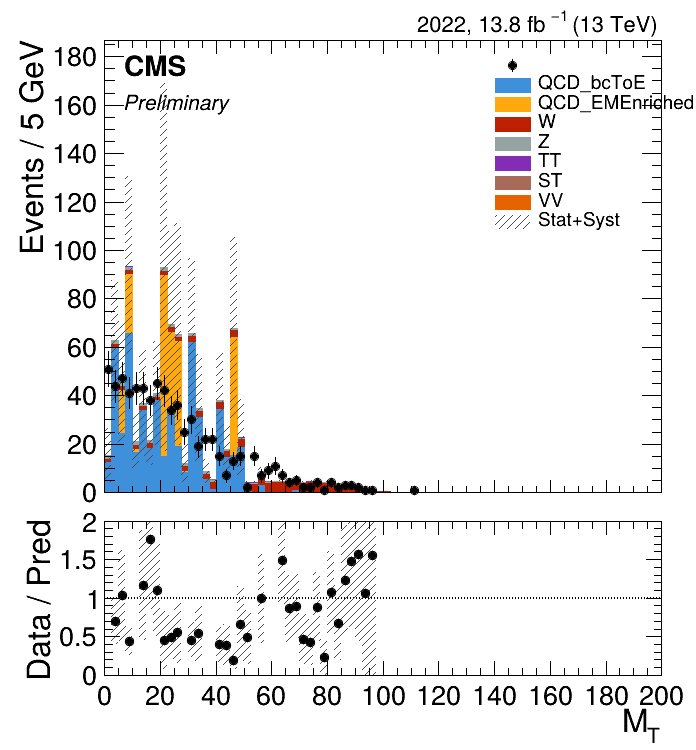 2022, 13.8 fb⁻¹ (13 TeV)
Events / 5 GeV
180
160
140
120
100
80
60
40
20
0
CMS
Preliminary
QCD_bcToE
QCD_EMEnriched
W
Z
TT
ST
VV
Stat+Syst
Data / Pred
2
1.5
1
0.5
0
0 20 40 60 80 100 120 140 160 180 200
M_T